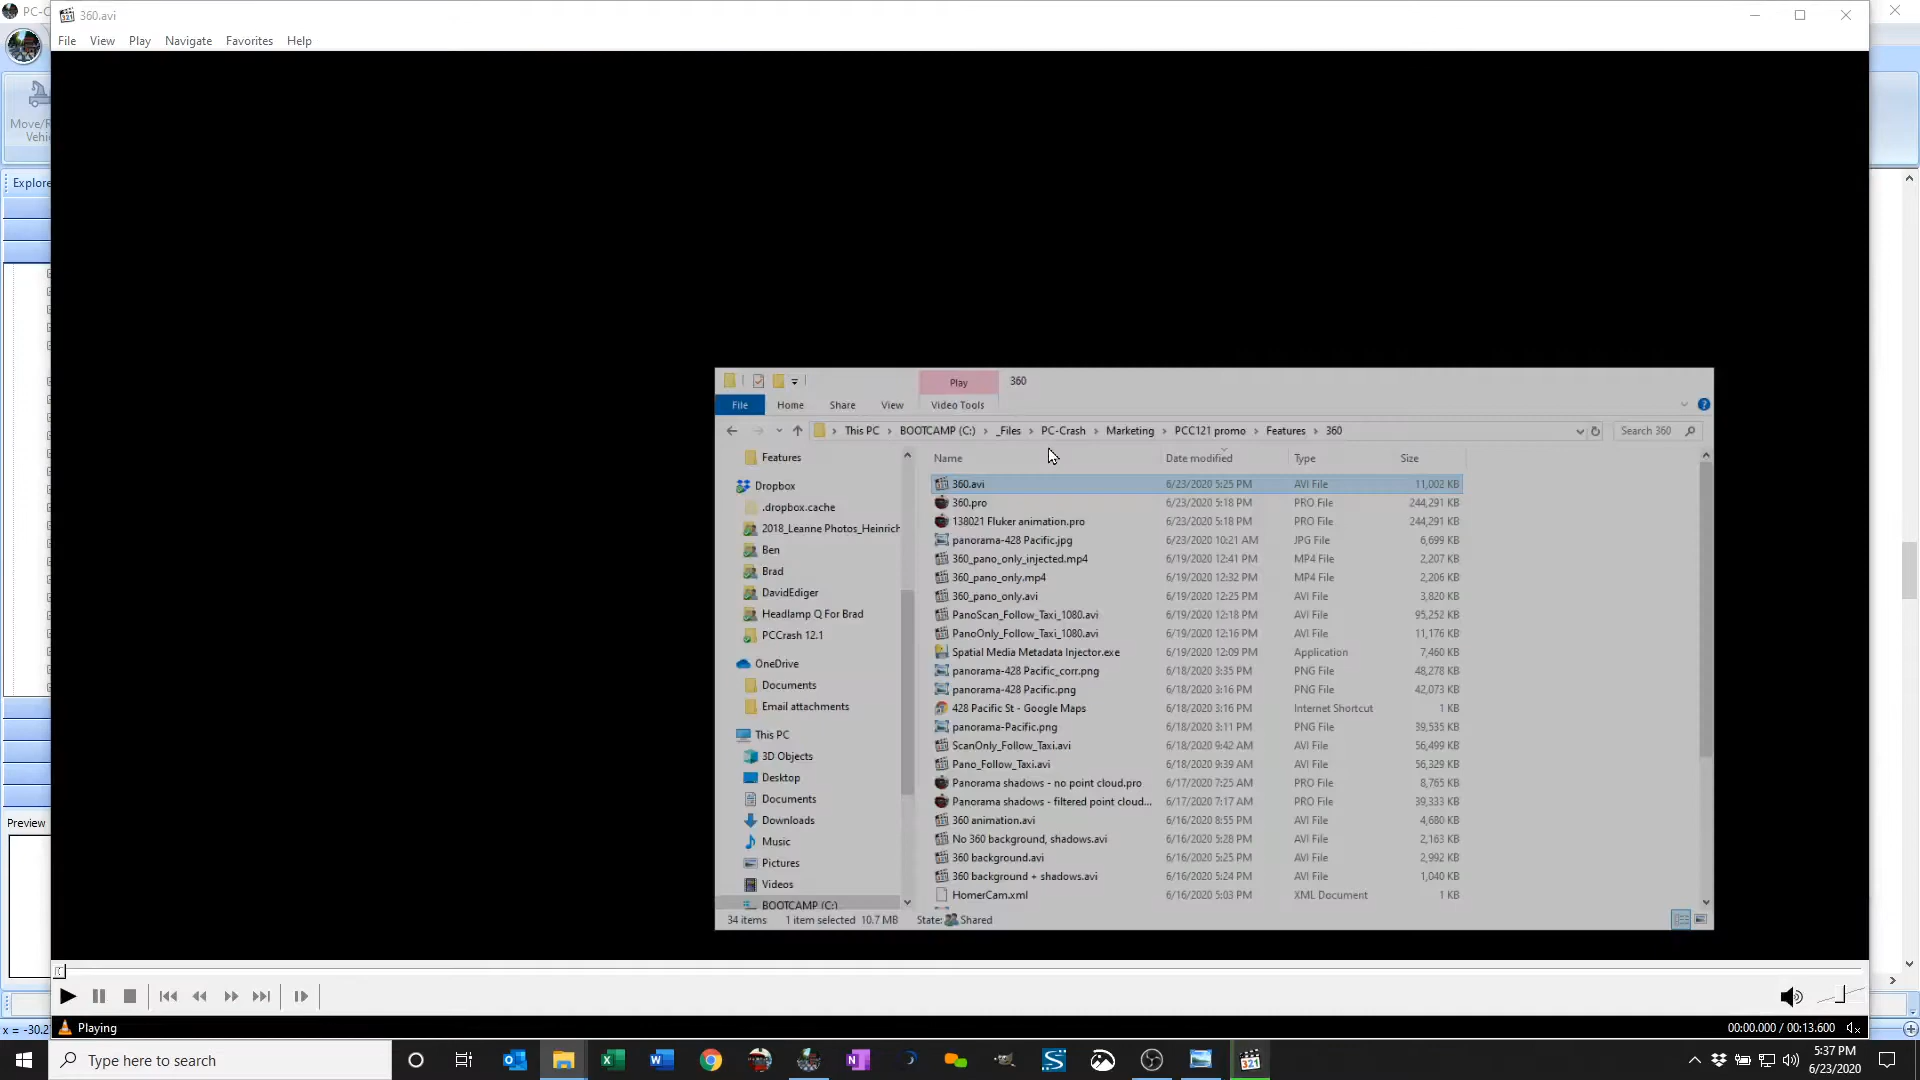 PC-C
360.avi
File View Play Navigate Favorites Help
Move/R
Vehi
Explore
Play 360
File Home Share View Video Tools
This PC > BOOTCAMP (C:) > _Files > PC-Crash > Marketing > PCC121 promo > Features > 360
Search 360
Name Date modified Type Size
Features
Dropbox
.dropbox.cache
2018_Leanne Photos_Heinrich
Ben
Brad
DavidEdiger
Headlamp Q For Brad
PCCrash 12.1
OneDrive
Documents
Email attachments
This PC
3D Objects
Desktop
Documents
Downloads
Music
Pictures
Videos
BOOTCAMP (C:)
360.avi 6/23/2020 5:25 PM AVI File 11,002 KB
360.pro 6/23/2020 5:18 PM PRO File 244,291 KB
138021 Fluker animation.pro 6/23/2020 5:18 PM PRO File 244,291 KB
panorama-428 Pacific.jpg 6/23/2020 10:21 AM JPG File 6,699 KB
360_pano_only_injected.mp4 6/19/2020 12:41 PM MP4 File 2,207 KB
360_pano_only.mp4 6/19/2020 12:32 PM MP4 File 2,206 KB
360_pano_only.avi 6/19/2020 12:25 PM AVI File 3,820 KB
PanoScan_Follow_Taxi_1080.avi 6/19/2020 12:18 PM AVI File 95,252 KB
PanoOnly_Follow_Taxi_1080.avi 6/19/2020 12:16 PM AVI File 11,176 KB
Spatial Media Metadata Injector.exe 6/19/2020 12:09 PM Application 7,460 KB
panorama-428 Pacific_corr.png 6/18/2020 3:35 PM PNG File 48,278 KB
panorama-428 Pacific.png 6/18/2020 3:16 PM PNG File 42,073 KB
428 Pacific St - Google Maps 6/18/2020 3:16 PM Internet Shortcut 1 KB
panorama-Pacific.png 6/18/2020 3:11 PM PNG File 39,535 KB
ScanOnly_Follow_Taxi.avi 6/18/2020 9:42 AM AVI File 56,499 KB
Pano_Follow_Taxi.avi 6/18/2020 9:39 AM AVI File 56,329 KB
Panorama shadows - no point cloud.pro 6/17/2020 7:25 AM PRO File 8,765 KB
Panorama shadows - filtered point cloud... 6/17/2020 7:17 AM PRO File 39,333 KB
360 animation.avi 6/16/2020 8:55 PM AVI File 4,680 KB
No 360 background, shadows.avi 6/16/2020 5:28 PM AVI File 2,163 KB
360 background.avi 6/16/2020 5:25 PM AVI File 2,992 KB
360 background + shadows.avi 6/16/2020 5:24 PM AVI File 1,040 KB
HomerCam.xml 6/16/2020 5:03 PM XML Document 1 KB
34 items 1 item selected 10.7 MB State: Shared
Preview
x = -30.2
Playing
00:00.000 / 00:13.600
Type here to search
5:37 PM
6/23/2020